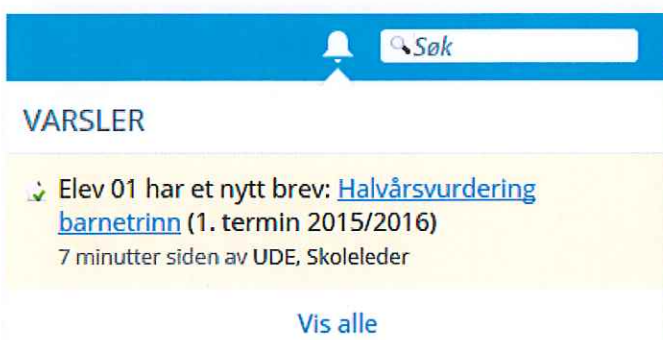 Søk
VARSLER
Elev 01 har et nytt brev: Halvårsvurdering
barnetrinn (1. termin 2015/2016)
7 minutter siden av UDE, Skoleleder
Vis alle